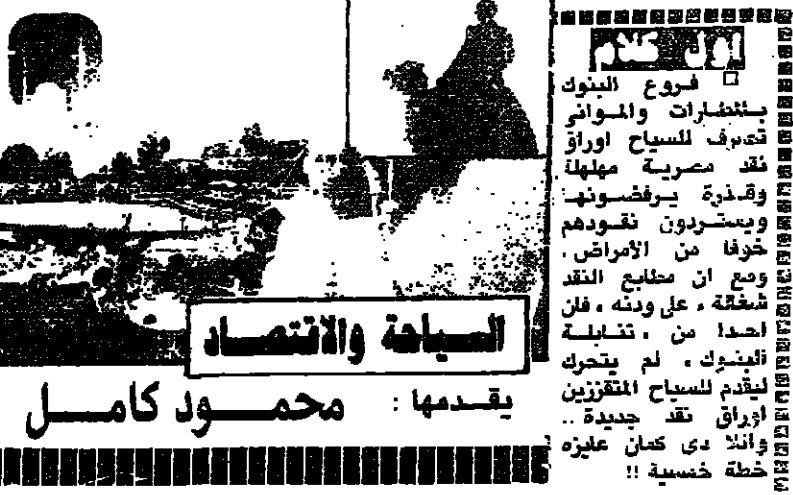 اول كلام
□ فروع البنوك
بالمطارات والموانى
تصرف للسياح اوراق
نقد مصرية مهلهلة
وقذرة يرفضونها
ويستردون نقودهم
خوفا من الأمراض .
ومع ان مطابع النقد
شغالة ، على ودنه ، فان
احدا من ، تنابلة
البنوك ، لم يتحرك
ليقدم للسياح المتقززين
اوراق نقد جديدة ..
والا دى كمان عايزه
خطة خمسية !!
السياحة والاقتصاد
يقدمها : محمود كامل